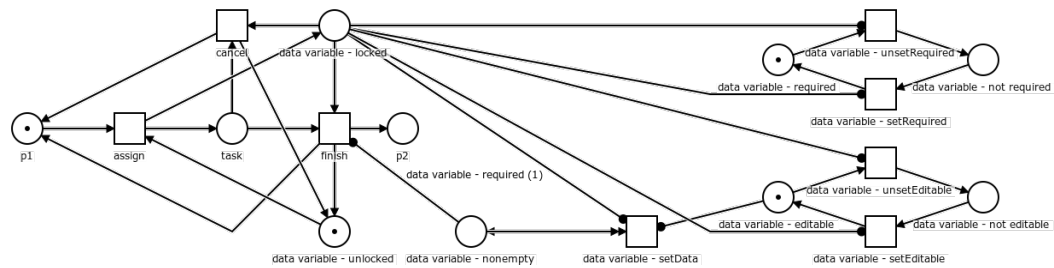 cancel
data variable - locked
data variable - unsetRequired
data variable - required
data variable - not required
data variable - setRequired
p1
assign
task
finish
p2
data variable - required (1)
data variable - unsetEditable
data variable - unlocked
data variable - nonempty
data variable - setData
data variable - editable
data variable - not editable
data variable - setEditable